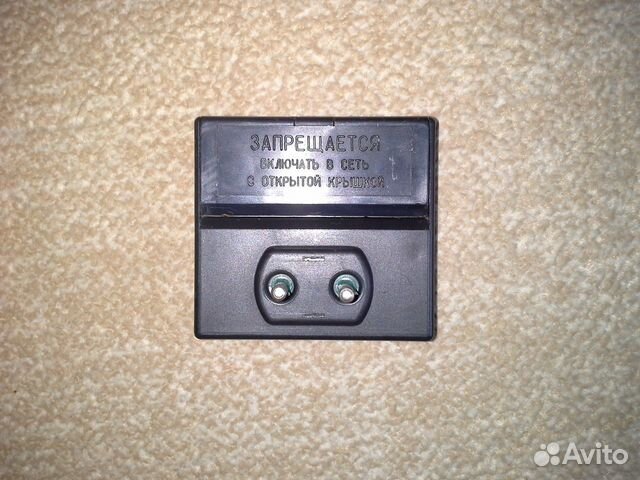 ЗАПРЕЩАЕТСЯ
ВКЛЮЧАТЬ В СЕТЬ
С ОТКРЫТОЙ КРЫШКОЙ
Avito